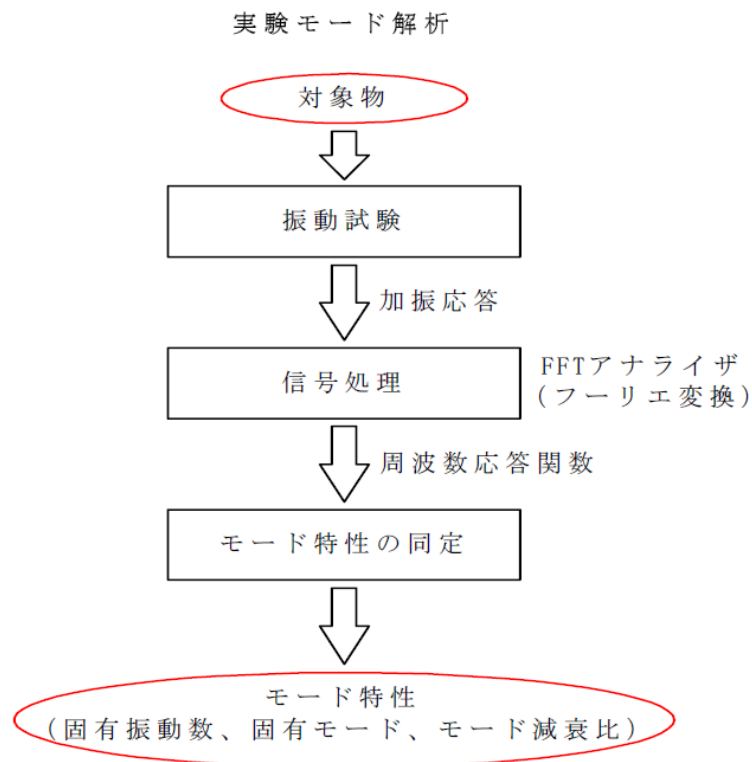 実験モード解析
対象物
振動試験
加振応答
信号処理
FFTアナライザ
(フーリエ変換)
周波数応答関数
モード特性の同定
モード特性
(固有振動数、固有モード、モード減衰比)